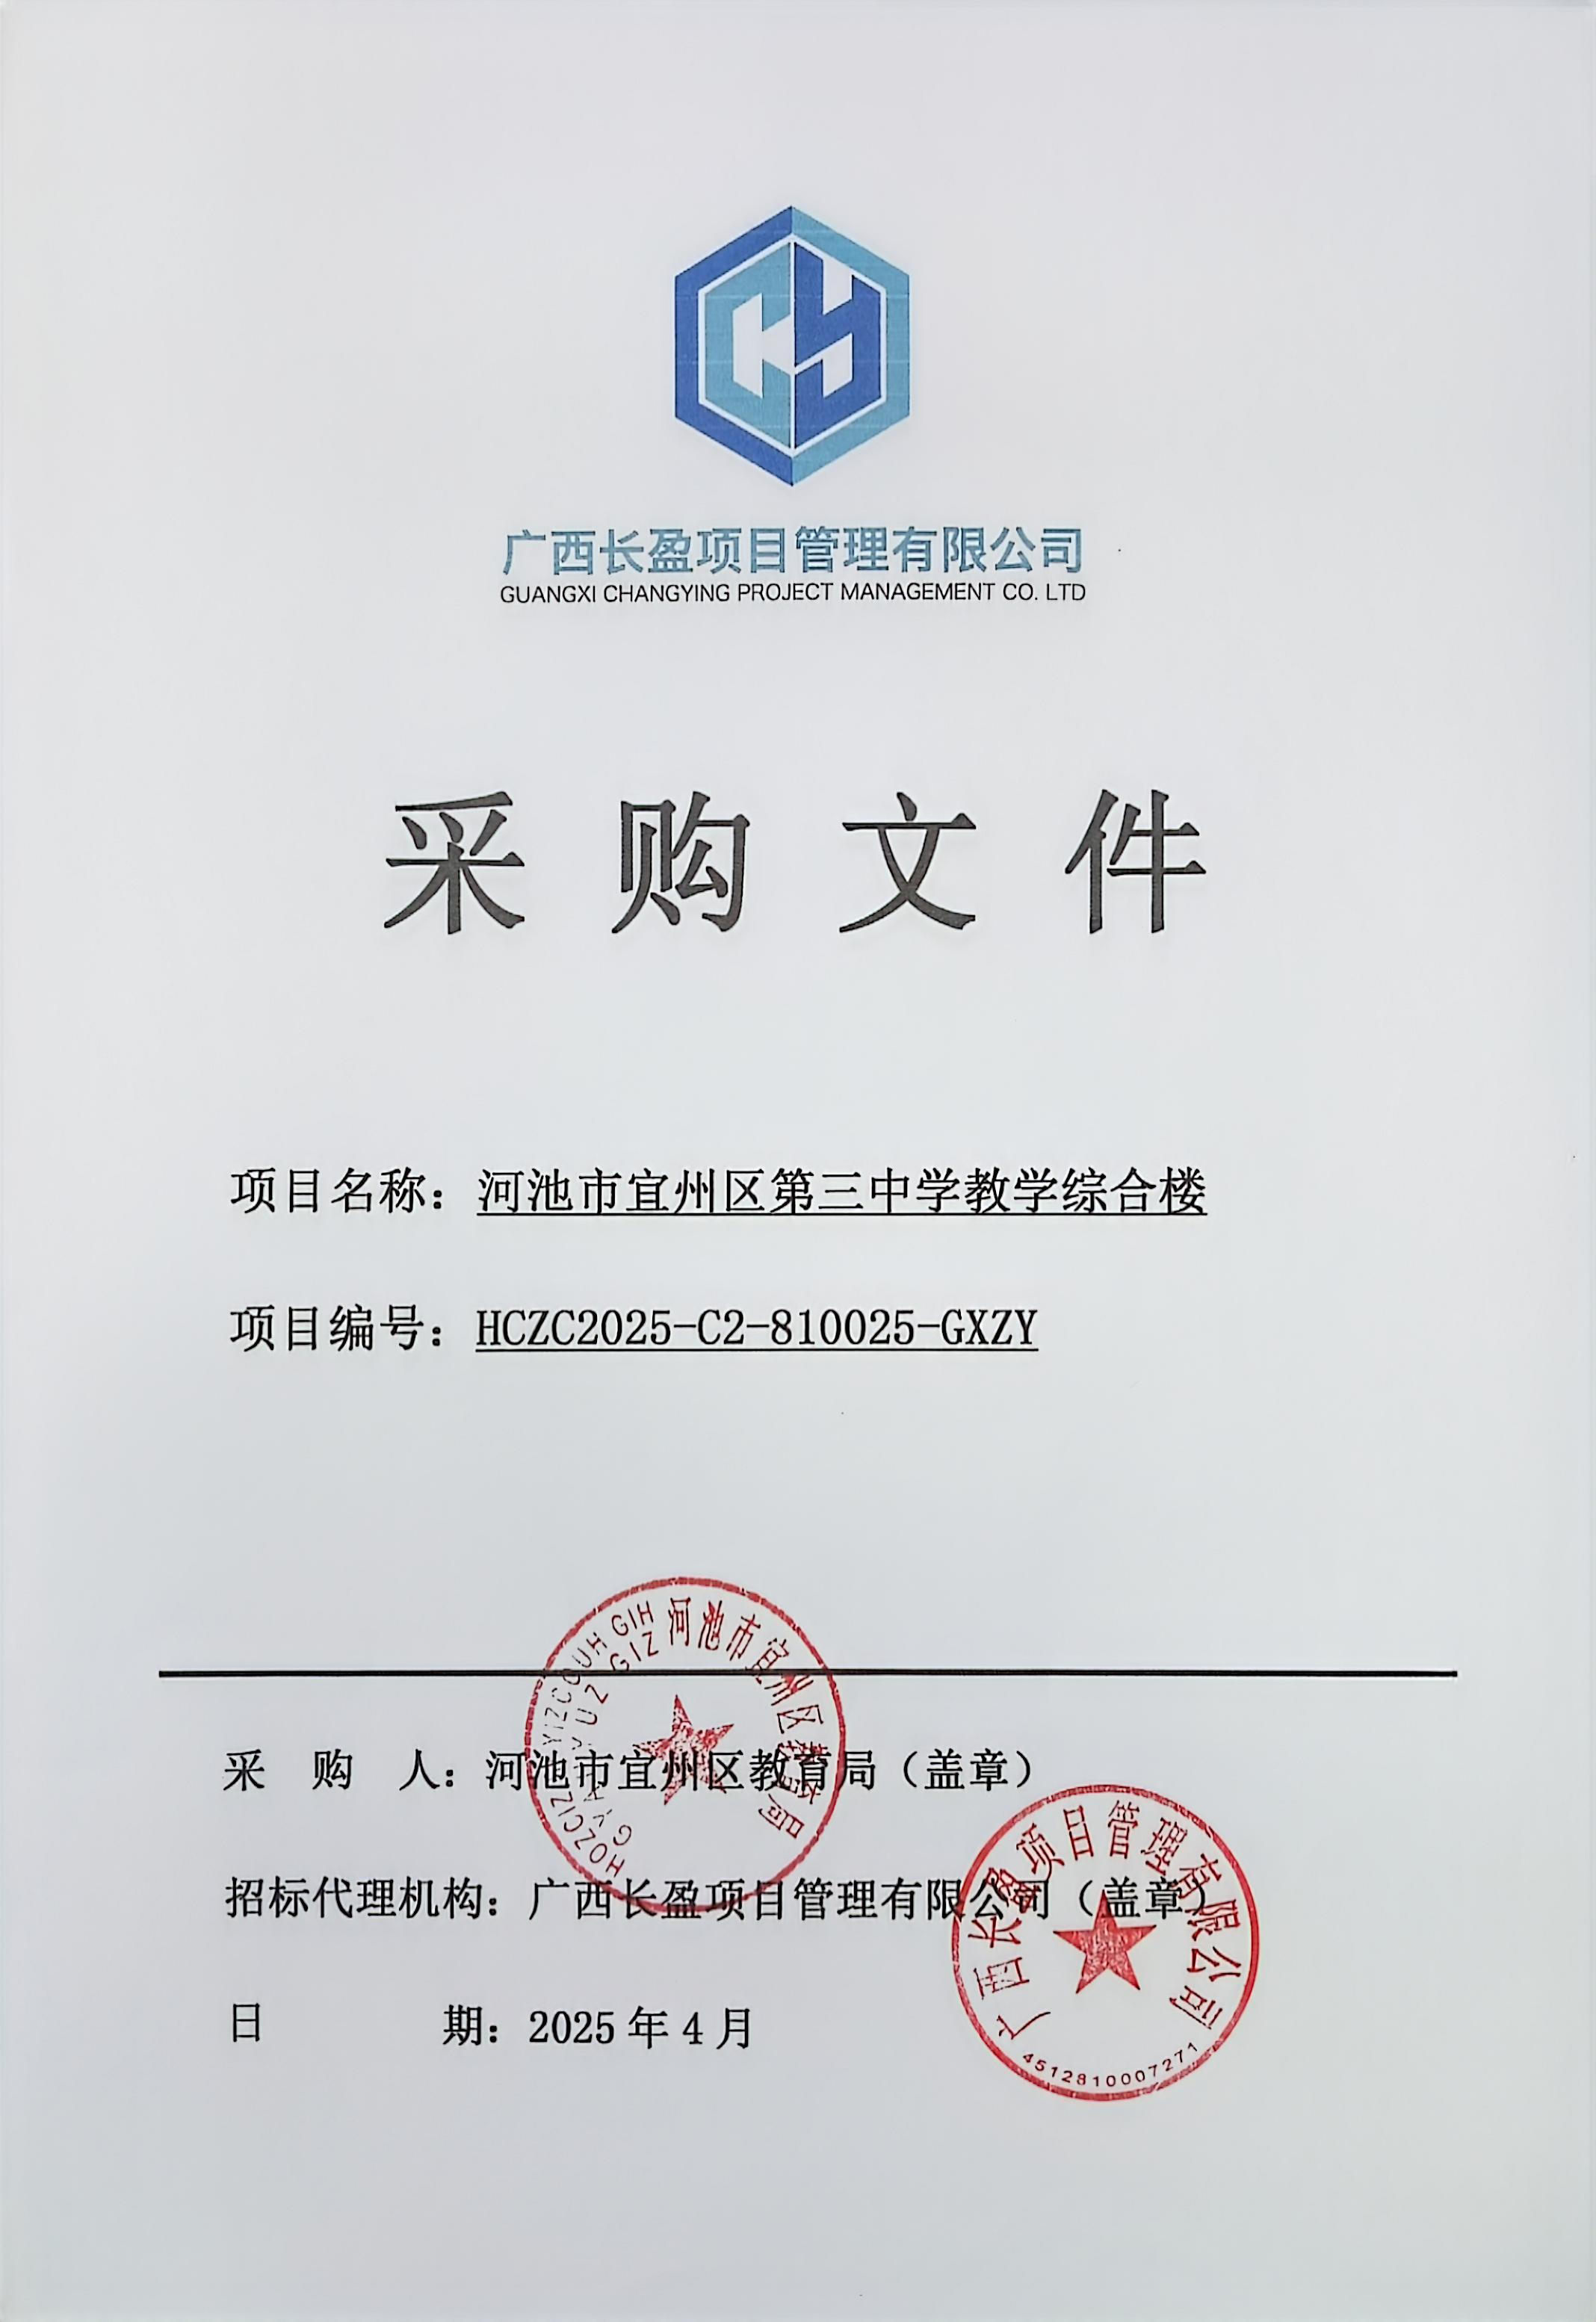 广西长盈项目管理有限公司
GUANGXI CHANGYING PROJECT MANAGEMENT CO. LTD
采购文件
项目名称：河池市宜州区第三中学教学综合楼
项目编号：HCZC2025-C2-810025-GXZY
采 购 人：河池市宜州区教育局（盖章）
招标代理机构：广西长盈项目管理有限公司（盖章）
日 期：2025年4月
河池市宜州区教育局
广西长盈项目管理有限公司
4512810007271